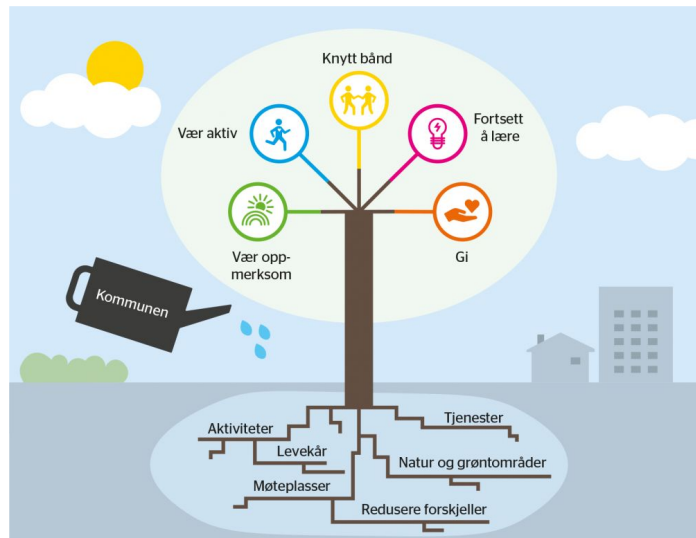 Knytt bånd
Vær aktiv
Fortsett
å lære
Vær opp-
merksom
Gi
Kommunen
Aktiviteter
Tjenester
Levekår
Natur og grøntområder
Møteplasser
Redusere forskjeller